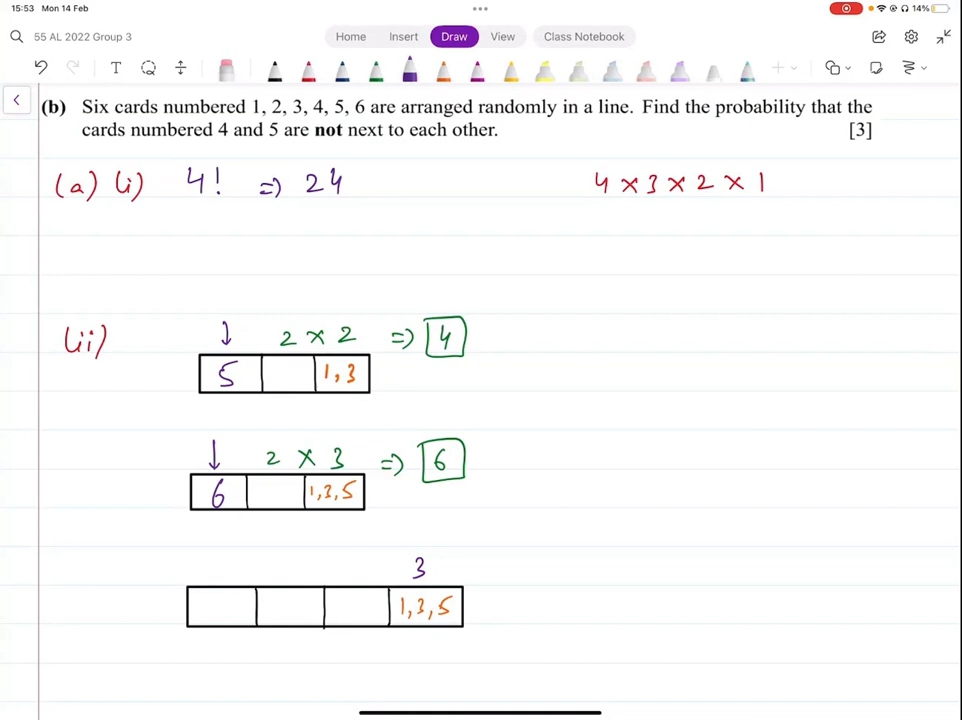 15:53 Mon 14 Feb 14%
55 AL 2022 Group 3 Home Insert Draw View Class Notebook
(b) Six cards numbered 1, 2, 3, 4, 5, 6 are arranged randomly in a line. Find the probability that the
cards numbered 4 and 5 are not next to each other. [3]
(a) (i) 4! => 24 4 × 3 × 2 × 1
(ii) ↓ 2 × 2 => 4
5 1,3
↓ 2 × 3 => 6
6 1,3,5
3
1,3,5